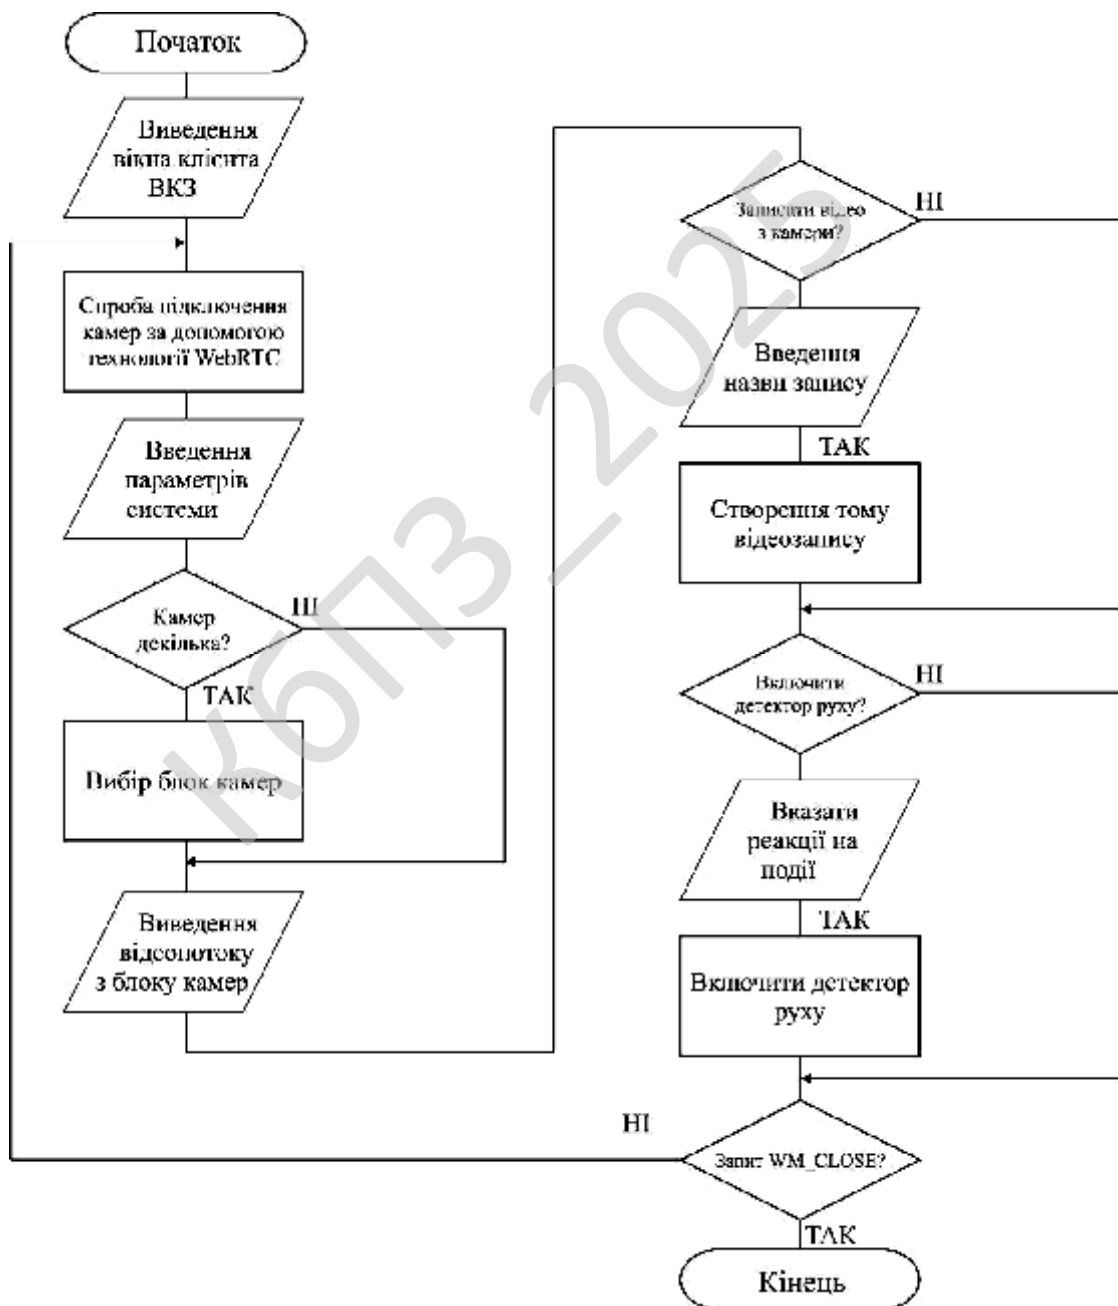 Початок
Виведення
вікна клієнта
ВКЗ
Спроба підключення
камер за допомогою
технології WebRTC
Введення
параметрів
системи
Камер
декілька?
НІ
ТАК
Вибір блок камер
Виведення
відеопотоку
з блоку камер
Записати відео
з камери?
НІ
Введення
назви запису
ТАК
Створення тому
відеозапису
Включити
детектор руху?
НІ
Вказати
реакції на
події
ТАК
Включити детектор
руху
НІ
Запит WM_CLOSE?
ТАК
Кінець
КбПЗ_2025